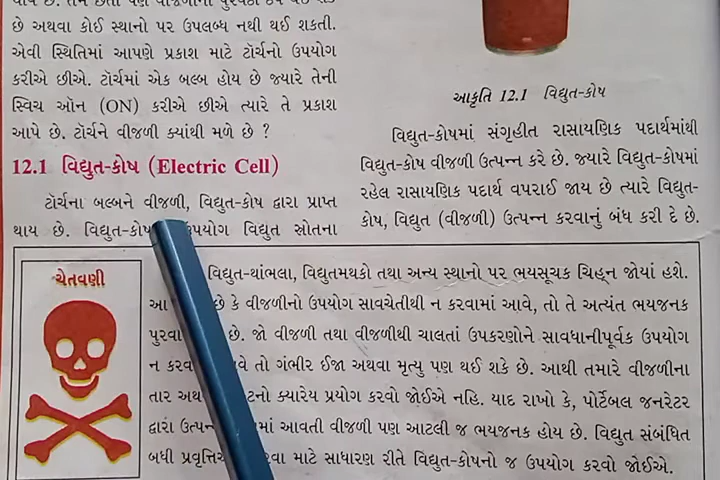 છે અથવા કોઈ સ્થાનો પર ઉપલબ્ધ નથી થઈ શકતી.
એવી સ્થિતિમાં આપણે પ્રકાશ માટે ટૉર્ચનો ઉપયોગ
કરીએ છીએ. ટૉર્ચમાં એક બલ્બ હોય છે જ્યારે તેની
સ્વિચ ઑન (ON) કરીએ છીએ ત્યારે તે પ્રકાશ
આપે છે. ટૉર્ચને વીજળી ક્યાંથી મળે છે ?
12.1 વિદ્યુત-કોષ (Electric Cell)
ટૉર્ચના બલ્બને વીજળી, વિદ્યુત-કોષ દ્વારા પ્રાપ્ત
થાય છે. વિદ્યુત-કોષ ઉપયોગ વિદ્યુત સ્રોતના
આકૃતિ 12.1 વિદ્યુત-કોષ
વિદ્યુત-કોષમાં સંગૃહીત રાસાયણિક પદાર્થમાંથી
વિદ્યુત-કોષ વીજળી ઉત્પન્ન કરે છે. જ્યારે વિદ્યુત-કોષમાં
રહેલ રાસાયણિક પદાર્થ વપરાઈ જાય છે ત્યારે વિદ્યુત-
કોષ, વિદ્યુત (વીજળી) ઉત્પન્ન કરવાનું બંધ કરી દે છે.
ચેતવણી
વિદ્યુત-થાંભલા, વિદ્યુતમથકો તથા અન્ય સ્થાનો પર ભયસૂચક ચિહ્ન જોયાં હશે.
આ છે કે વીજળીનો ઉપયોગ સાવચેતીથી ન કરવામાં આવે, તો તે અત્યંત ભયજનક
પુરવા છે. જો વીજળી તથા વીજળીથી ચાલતાં ઉપકરણોને સાવધાનીપૂર્વક ઉપયોગ
ન કરવ વે તો ગંભીર ઈજા અથવા મૃત્યુ પણ થઈ શકે છે. આથી તમારે વીજળીના
તાર અથ ટનો ક્યારેય પ્રયોગ કરવો જોઈએ નહિ. યાદ રાખો કે, પોર્ટેબલ જનરેટર
દ્વારા ઉત્પન્ન માં આવતી વીજળી પણ આટલી જ ભયજનક હોય છે. વિદ્યુત સંબંધિત
બધી પ્રવૃત્તિ રવા માટે સાધારણ રીતે વિદ્યુત-કોષનો જ ઉપયોગ કરવો જોઈએ.